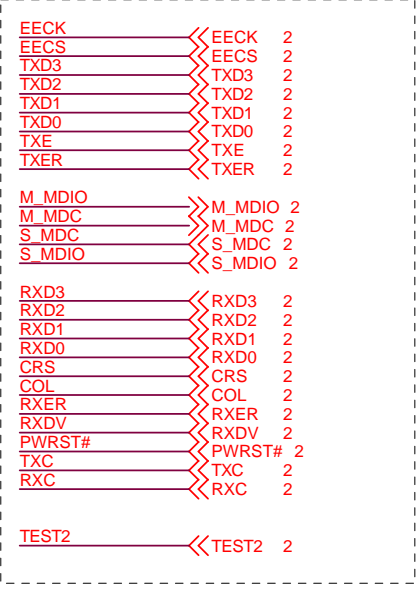 EECK EECK 2
EECS EECS 2
TXD3 TXD3 2
TXD2 TXD2 2
TXD1 TXD1 2
TXD0 TXD0 2
TXE TXE 2
TXER TXER 2
M_MDIO M_MDIO 2
M_MDC M_MDC 2
S_MDC S_MDC 2
S_MDIO S_MDIO 2
RXD3 RXD3 2
RXD2 RXD2 2
RXD1 RXD1 2
RXD0 RXD0 2
CRS CRS 2
COL COL 2
RXER RXER 2
RXDV RXDV 2
PWRST# PWRST# 2
TXC TXC 2
RXC RXC 2
TEST2 TEST2 2